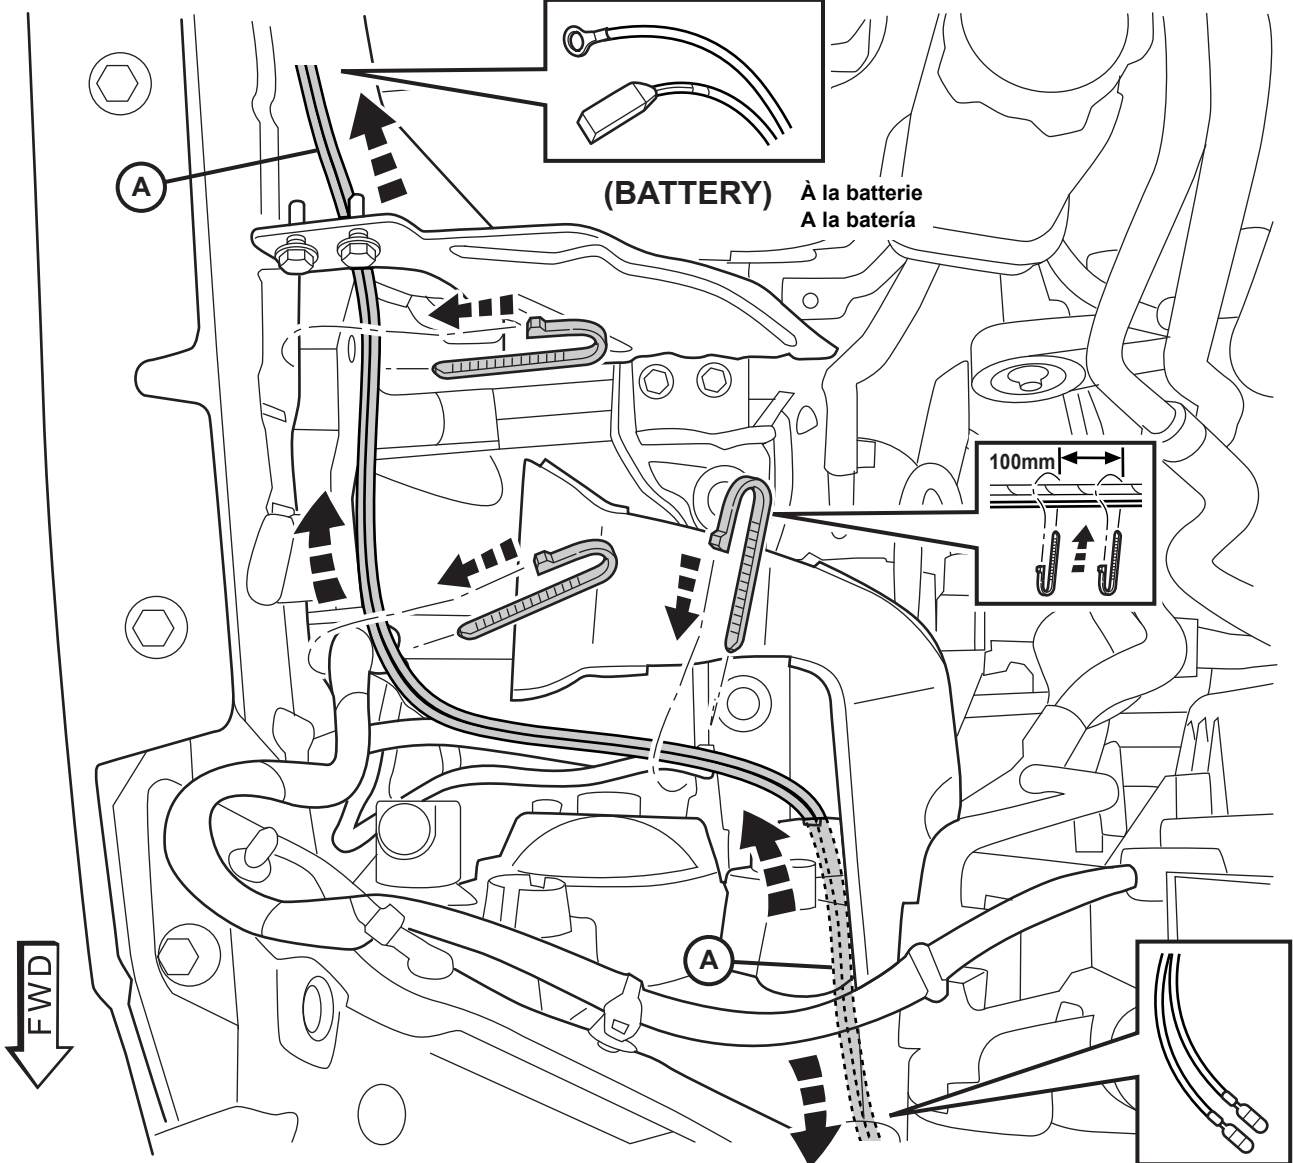 A
(BATTERY)
À la batterie
A la batería
100mm
A
FWD